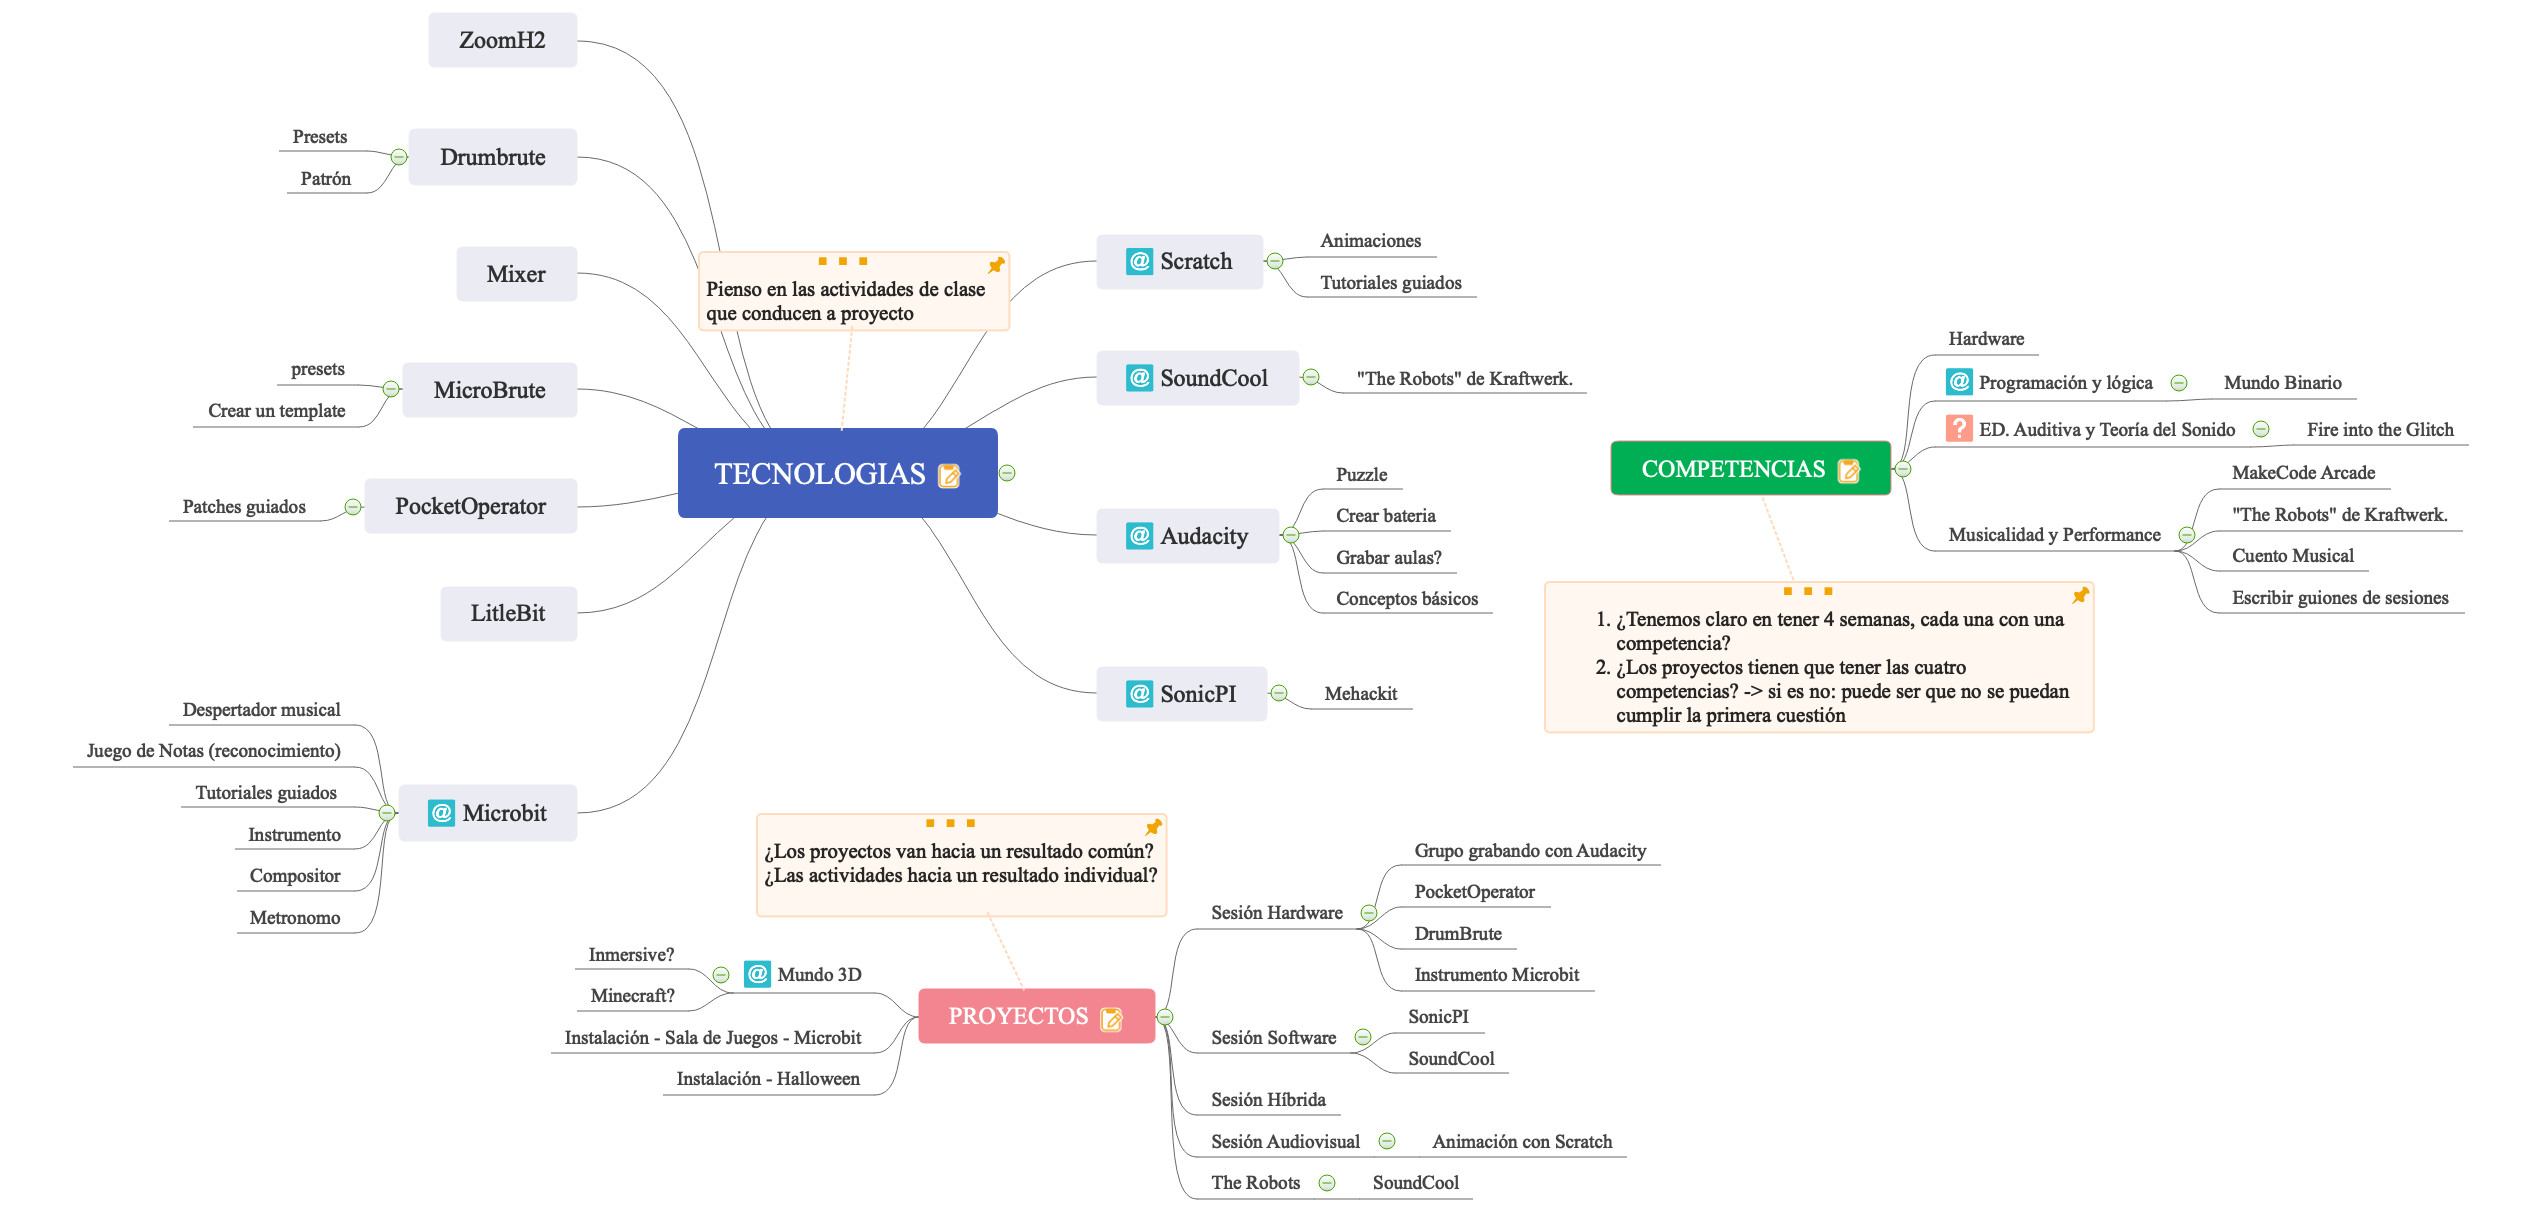 ZoomH2
Drumbrute
Presets
Patrón
Mixer
MicroBrute
presets
Crear un template
PocketOperator
Patches guiados
LitleBit
@ Microbit
Despertador musical
Juego de Notas (reconocimiento)
Tutoriales guiados
Instrumento
Compositor
Metronomo
Pienso en las actividades de clase
que conducen a proyecto
TECNOLOGIAS
@ Scratch
Animaciones
Tutoriales guiados
@ SoundCool
"The Robots" de Kraftwerk.
@ Audacity
Puzzle
Crear bateria
Grabar aulas?
Conceptos básicos
@ SonicPI
Mehackit
COMPETENCIAS
Hardware
@ Programación y lógica
Mundo Binario
? ED. Auditiva y Teoría del Sonido
Fire into the Glitch
Musicalidad y Performance
MakeCode Arcade
"The Robots" de Kraftwerk.
Cuento Musical
Escribir guiones de sesiones
1. ¿Tenemos claro en tener 4 semanas, cada una con una
competencia?
2. ¿Los proyectos tienen que tener las cuatro
competencias? -> si es no: puede ser que no se puedan
cumplir la primera cuestión
¿Los proyectos van hacia un resultado común?
¿Las actividades hacia un resultado individual?
PROYECTOS
@ Mundo 3D
Inmersive?
Minecraft?
Instalación - Sala de Juegos - Microbit
Instalación - Halloween
Sesión Hardware
Grupo grabando con Audacity
PocketOperator
DrumBrute
Instrumento Microbit
Sesión Software
SonicPI
SoundCool
Sesión Híbrida
Sesión Audiovisual
Animación con Scratch
The Robots
SoundCool